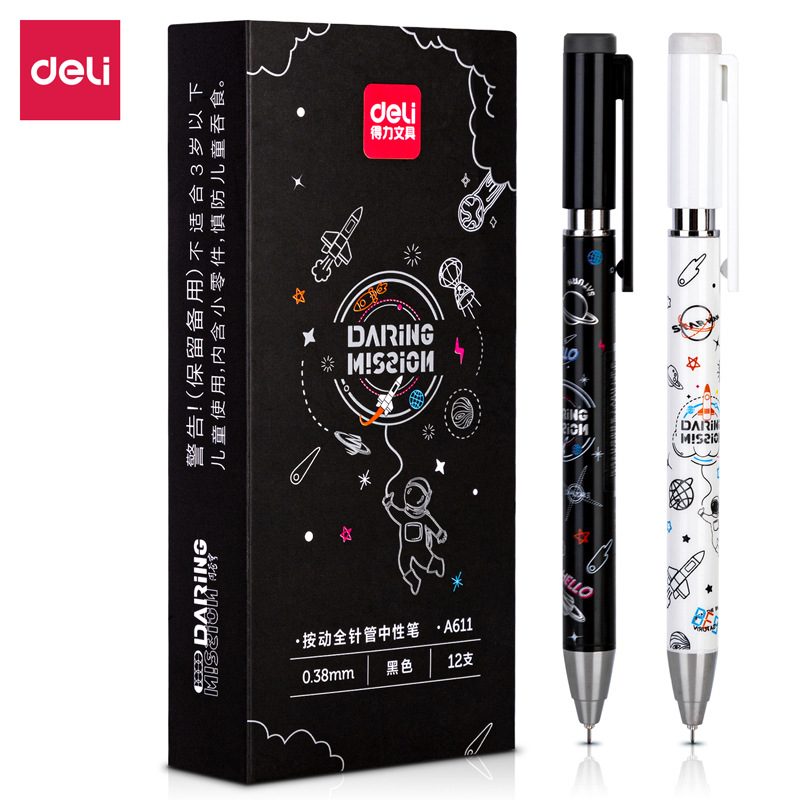 deli
deli
得力文具
警告!(保留备用)不适合3岁以下
儿童使用,内含小零件,慎防儿童吞食。
DARING
MISSION
DARING
MISSION
按动全针管中性笔 A611
0.38mm 黑色 12支
SATURN
DARING
MISSION
HELLO
DARING
MISSION